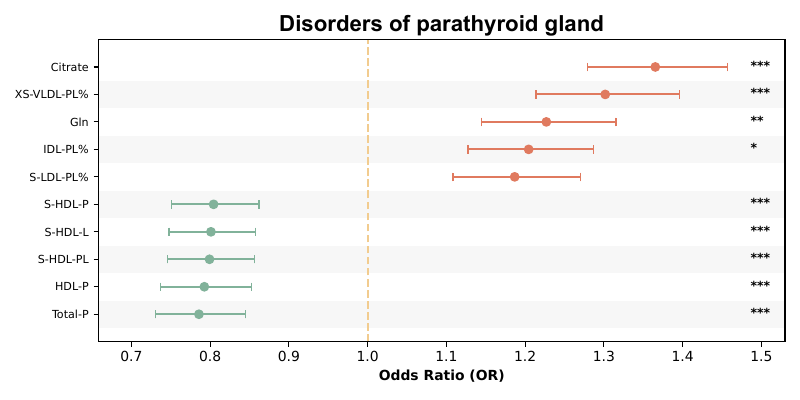 Disorders of parathyroid gland
Citrate ***
XS-VLDL-PL% ***
Gln **
IDL-PL% *
S-LDL-PL%
S-HDL-P ***
S-HDL-L ***
S-HDL-PL ***
HDL-P ***
Total-P ***
0.7 0.8 0.9 1.0 1.1 1.2 1.3 1.4 1.5
Odds Ratio (OR)